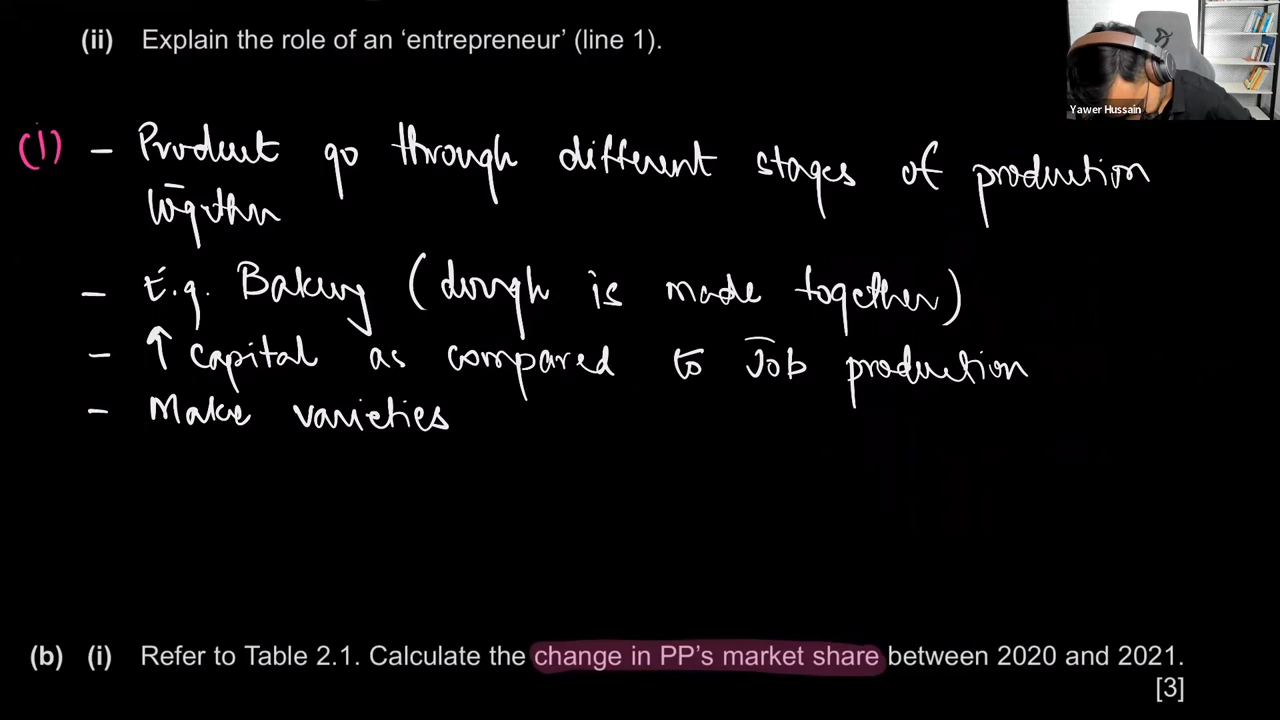 (ii) Explain the role of an ‘entrepreneur’ (line 1).
Yawer Hussain
(i) - Product go through different stages of production
together
- E.g. Bakery (dough is made together)
- ↑ capital as compared to Job production
- Make varieties
(b) (i) Refer to Table 2.1. Calculate the change in PP’s market share between 2020 and 2021.
[3]